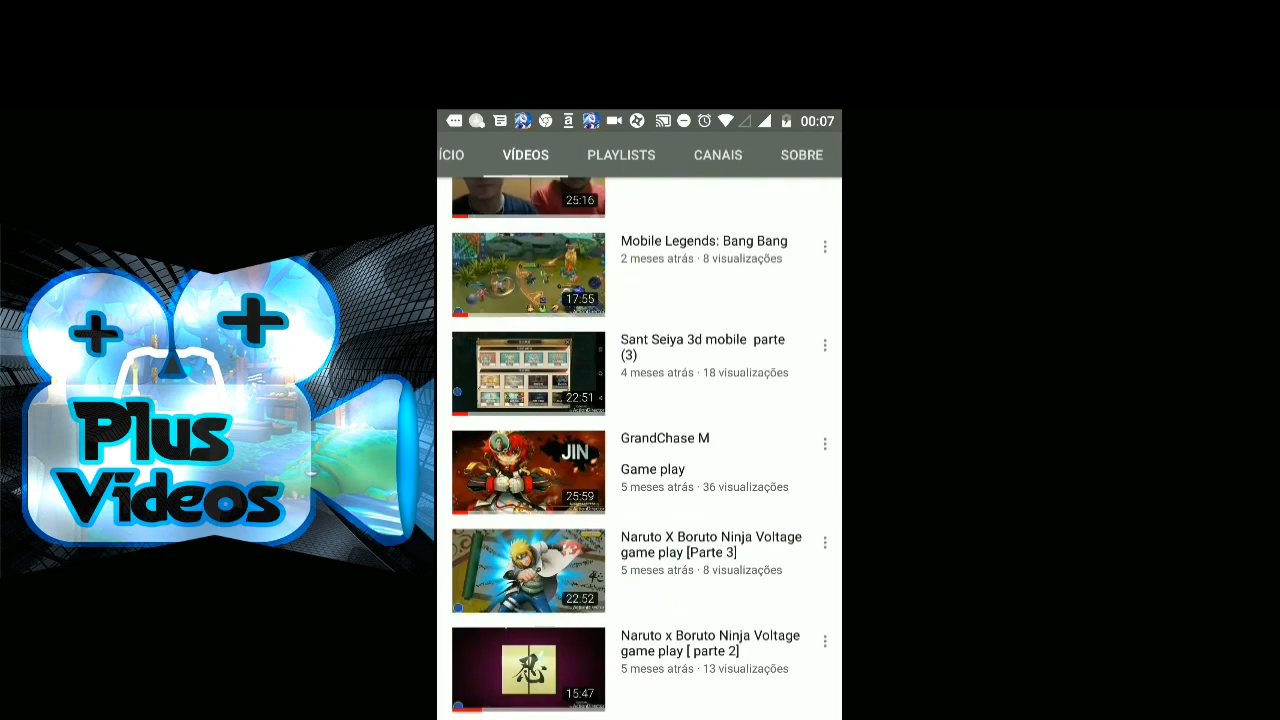 00:07
ÍCIO VÍDEOS PLAYLISTS CANAIS SOBRE
25:16
Mobile Legends: Bang Bang
2 meses atrás · 8 visualizações
17:55
Sant Seiya 3d mobile parte
(3)
4 meses atrás · 18 visualizações
22:51
ActionDirector
GrandChase M
JIN
Game play
5 meses atrás · 36 visualizações
25:59
Naruto X Boruto Ninja Voltage
game play [Parte 3]
5 meses atrás · 8 visualizações
22:52
ActionDirector
Naruto x Boruto Ninja Voltage
game play [ parte 2]
忍
5 meses atrás · 13 visualizações
15:47
ActionDirector
Plus
Videos